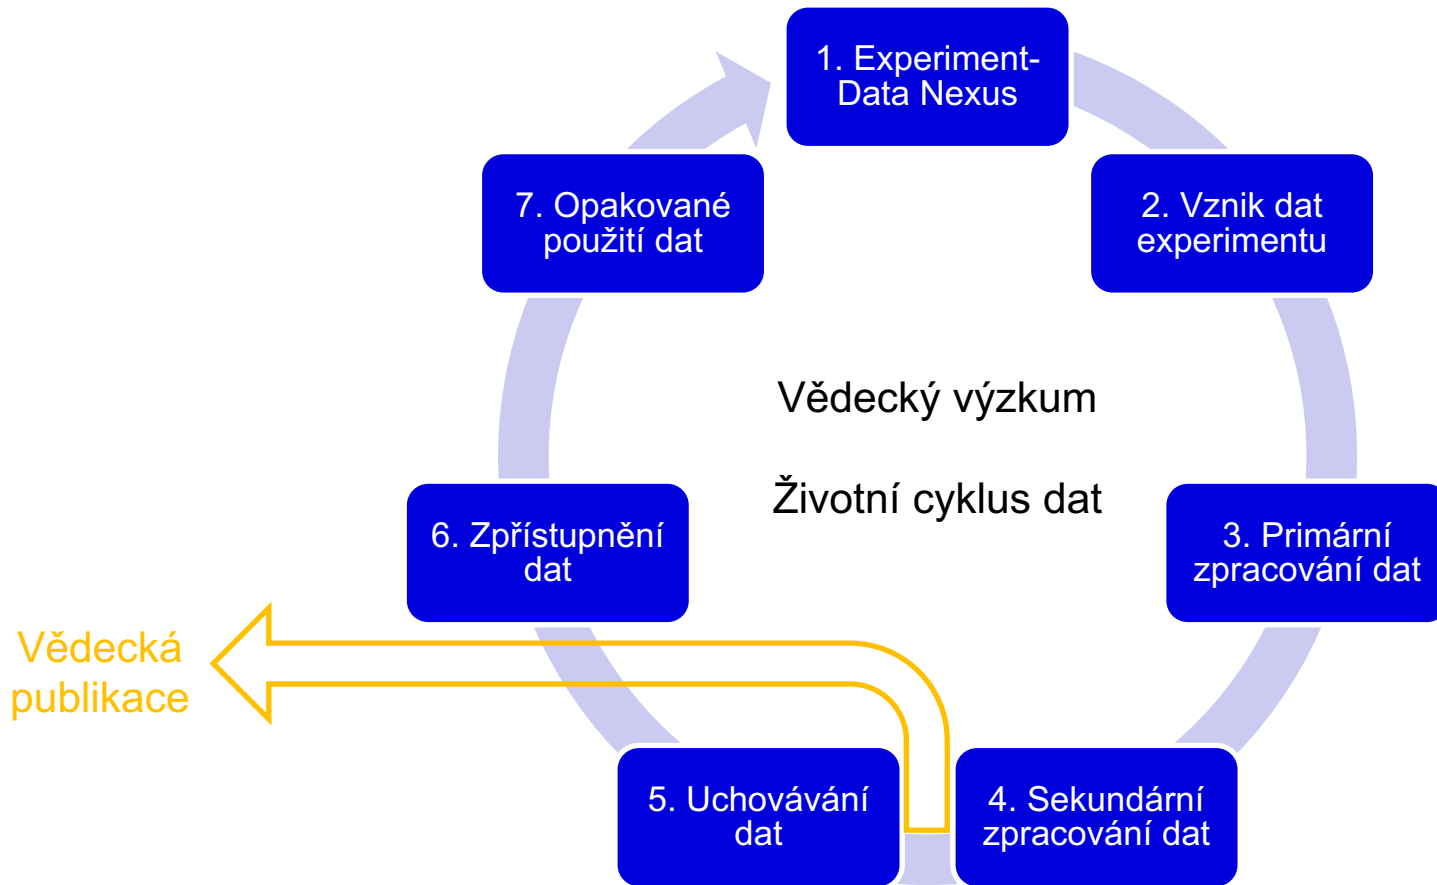 1. Experiment-
Data Nexus
2. Vznik dat
experimentu
3. Primární
zpracování dat
4. Sekundární
zpracování dat
5. Uchovávání
dat
6. Zpřístupnění
dat
7. Opakované
použití dat
Vědecký výzkum
Životní cyklus dat
Vědecká
publikace